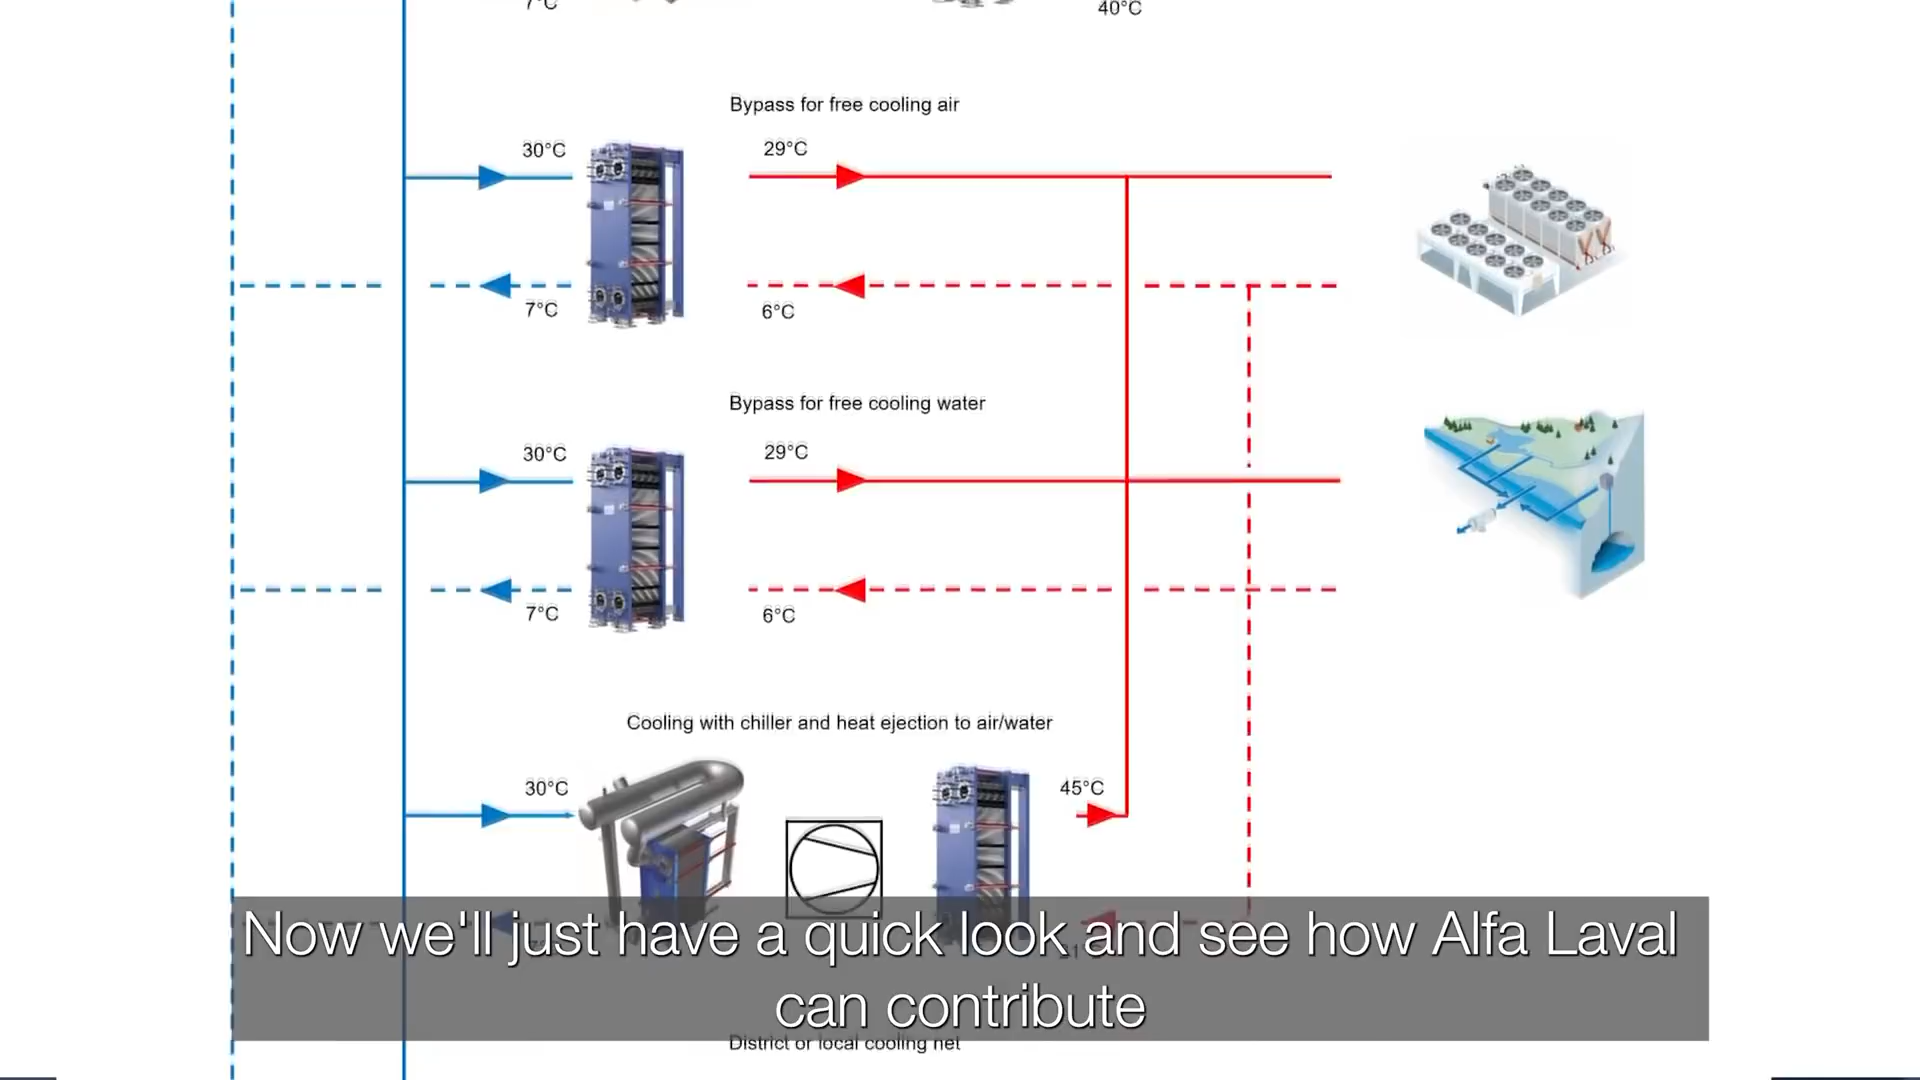 7°C
40°C
Bypass for free cooling air
30°C
29°C
7°C
6°C
Bypass for free cooling water
30°C
29°C
7°C
6°C
Cooling with chiller and heat ejection to air/water
30°C
45°C
Now we'll just have a quick look and see how Alfa Laval
can contribute
District or local cooling net